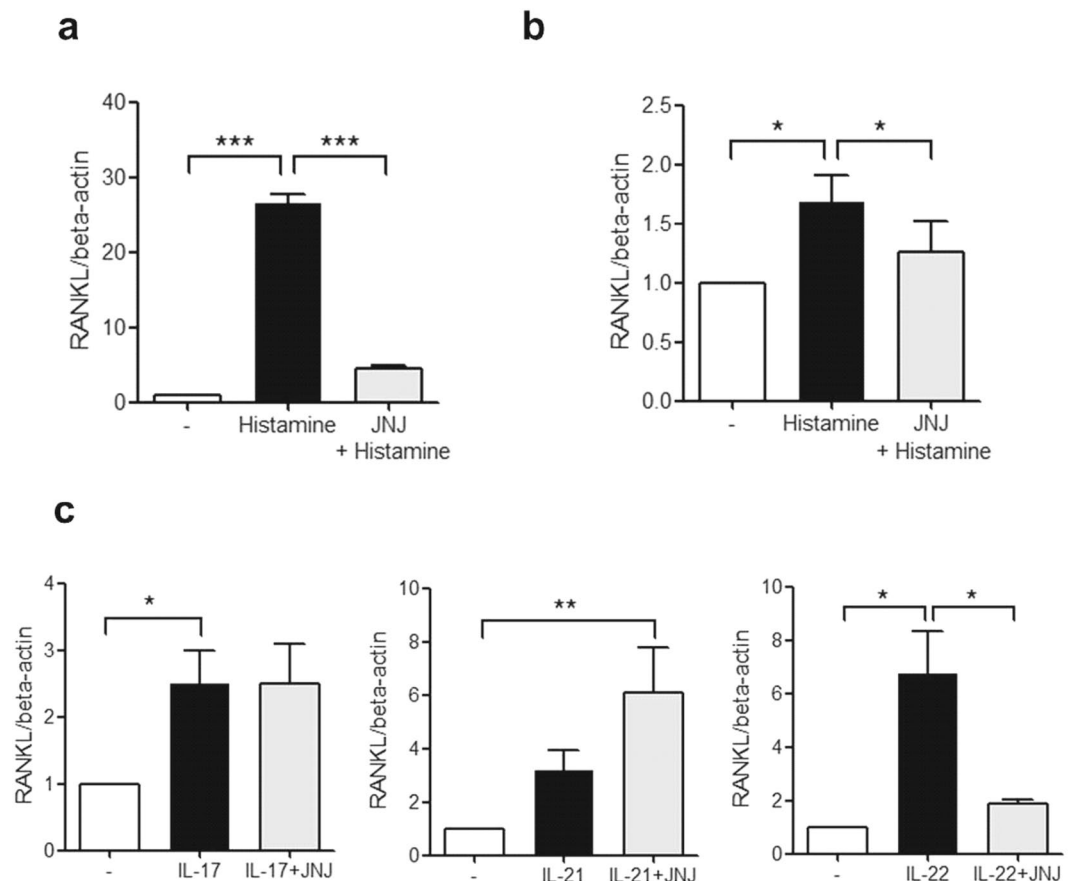 a
RANKL/beta-actin
40
30
20
10
0
***
***
-
Histamine
JNJ
+ Histamine
b
RANKL/beta-actin
2.5
2.0
1.5
1.0
0.5
0.0
*
*
-
Histamine
JNJ
+ Histamine
c
RANKL/beta-actin
4
3
2
1
0
*
-
IL-17
IL-17+JNJ
RANKL/beta-actin
10
8
6
4
2
0
**
-
IL-21
IL-21+JNJ
RANKL/beta-actin
10
8
6
4
2
0
*
*
-
IL-22
IL-22+JNJ